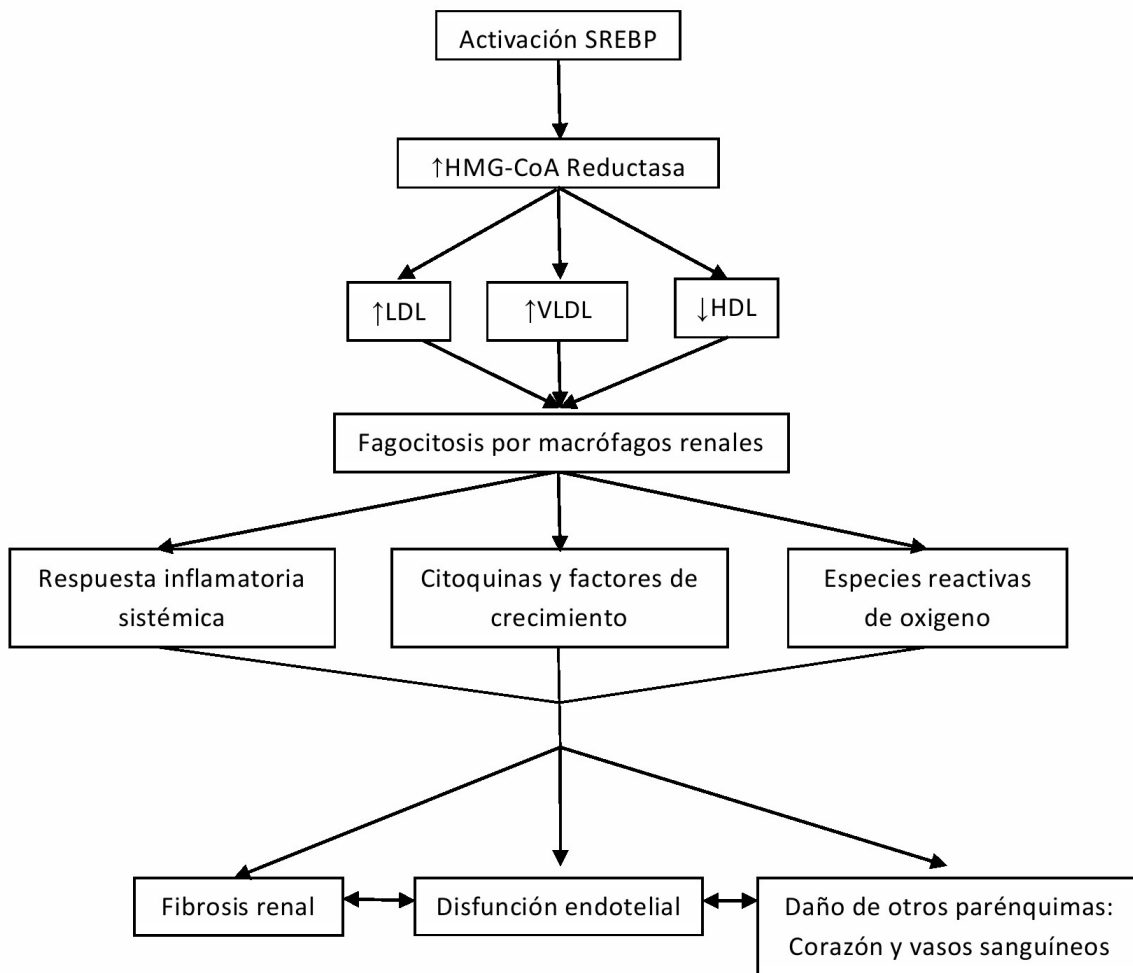 Activación SREBP
↑HMG-CoA Reductasa
↑LDL
↑VLDL
↓HDL
Fagocitosis por macrófagos renales
Respuesta inflamatoria
sistémica
Citoquinas y factores de
crecimiento
Especies reactivas
de oxigeno
Fibrosis renal
Disfunción endotelial
Daño de otros parénquimas:
Corazón y vasos sanguíneos